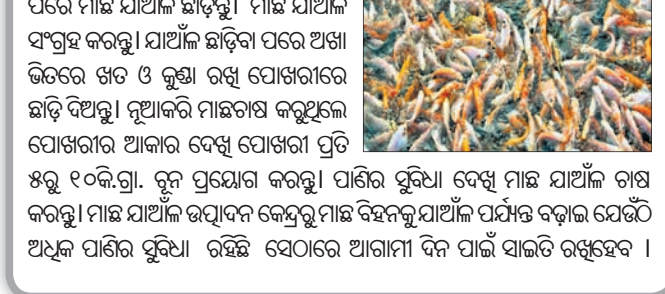 ପରେ ମାଛ ଯାଆଁଳ ଛାଡ଼ନ୍ତୁ। ମାଛ ଯାଆଁଳ
ସଂଗ୍ରହ କରନ୍ତୁ। ଯାଆଁଳ ଛାଡ଼ିବା ପରେ ଅଖା
ଭିତରେ ଖତ ଓ କୁଣ୍ଡା ରଖି ପୋଖରୀରେ
ଛାଡ଼ି ଦିଅନ୍ତୁ। ନୂଆକରି ମାଛଚାଷ କରୁଥିଲେ
ପୋଖରୀର ଆକାର ଦେଖି ପୋଖରୀ ପ୍ରତି
୫ରୁ ୧୦କି.ଗ୍ରା. ଚୂନ ପ୍ରୟୋଗ କରନ୍ତୁ। ପାଣିର ସୁବିଧା ଦେଖି ମାଛ ଯାଆଁଳ ଚାଷ
କରନ୍ତୁ। ମାଛ ଯାଆଁଳ ଉତ୍ପାଦନ କେନ୍ଦ୍ରରୁ ମାଛ ବିହନକୁ ଯାଆଁଳ ପର୍ଯ୍ୟନ୍ତ ବଢ଼ାଇ ଯେଉଁଠି
ଅଧିକ ପାଣିର ସୁବିଧା ରହିଛି ସେଠାରେ ଆଗାମୀ ଦିନ ପାଇଁ ସାଇତି ରଖିହେବ ।